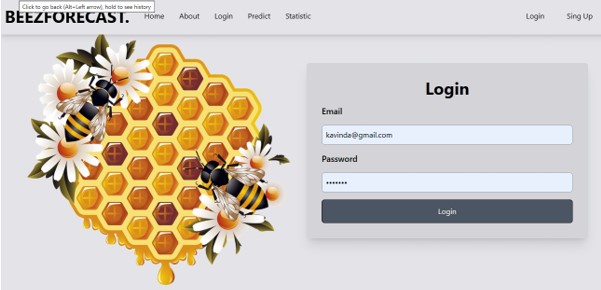 Click to go back (Alt+Left arrow), hold to see history
BEEZFORECAST. Home About Login Predict Statistic Login Sing Up
Login
Email
kavinda@gmail.com
Password
•••••••
Login